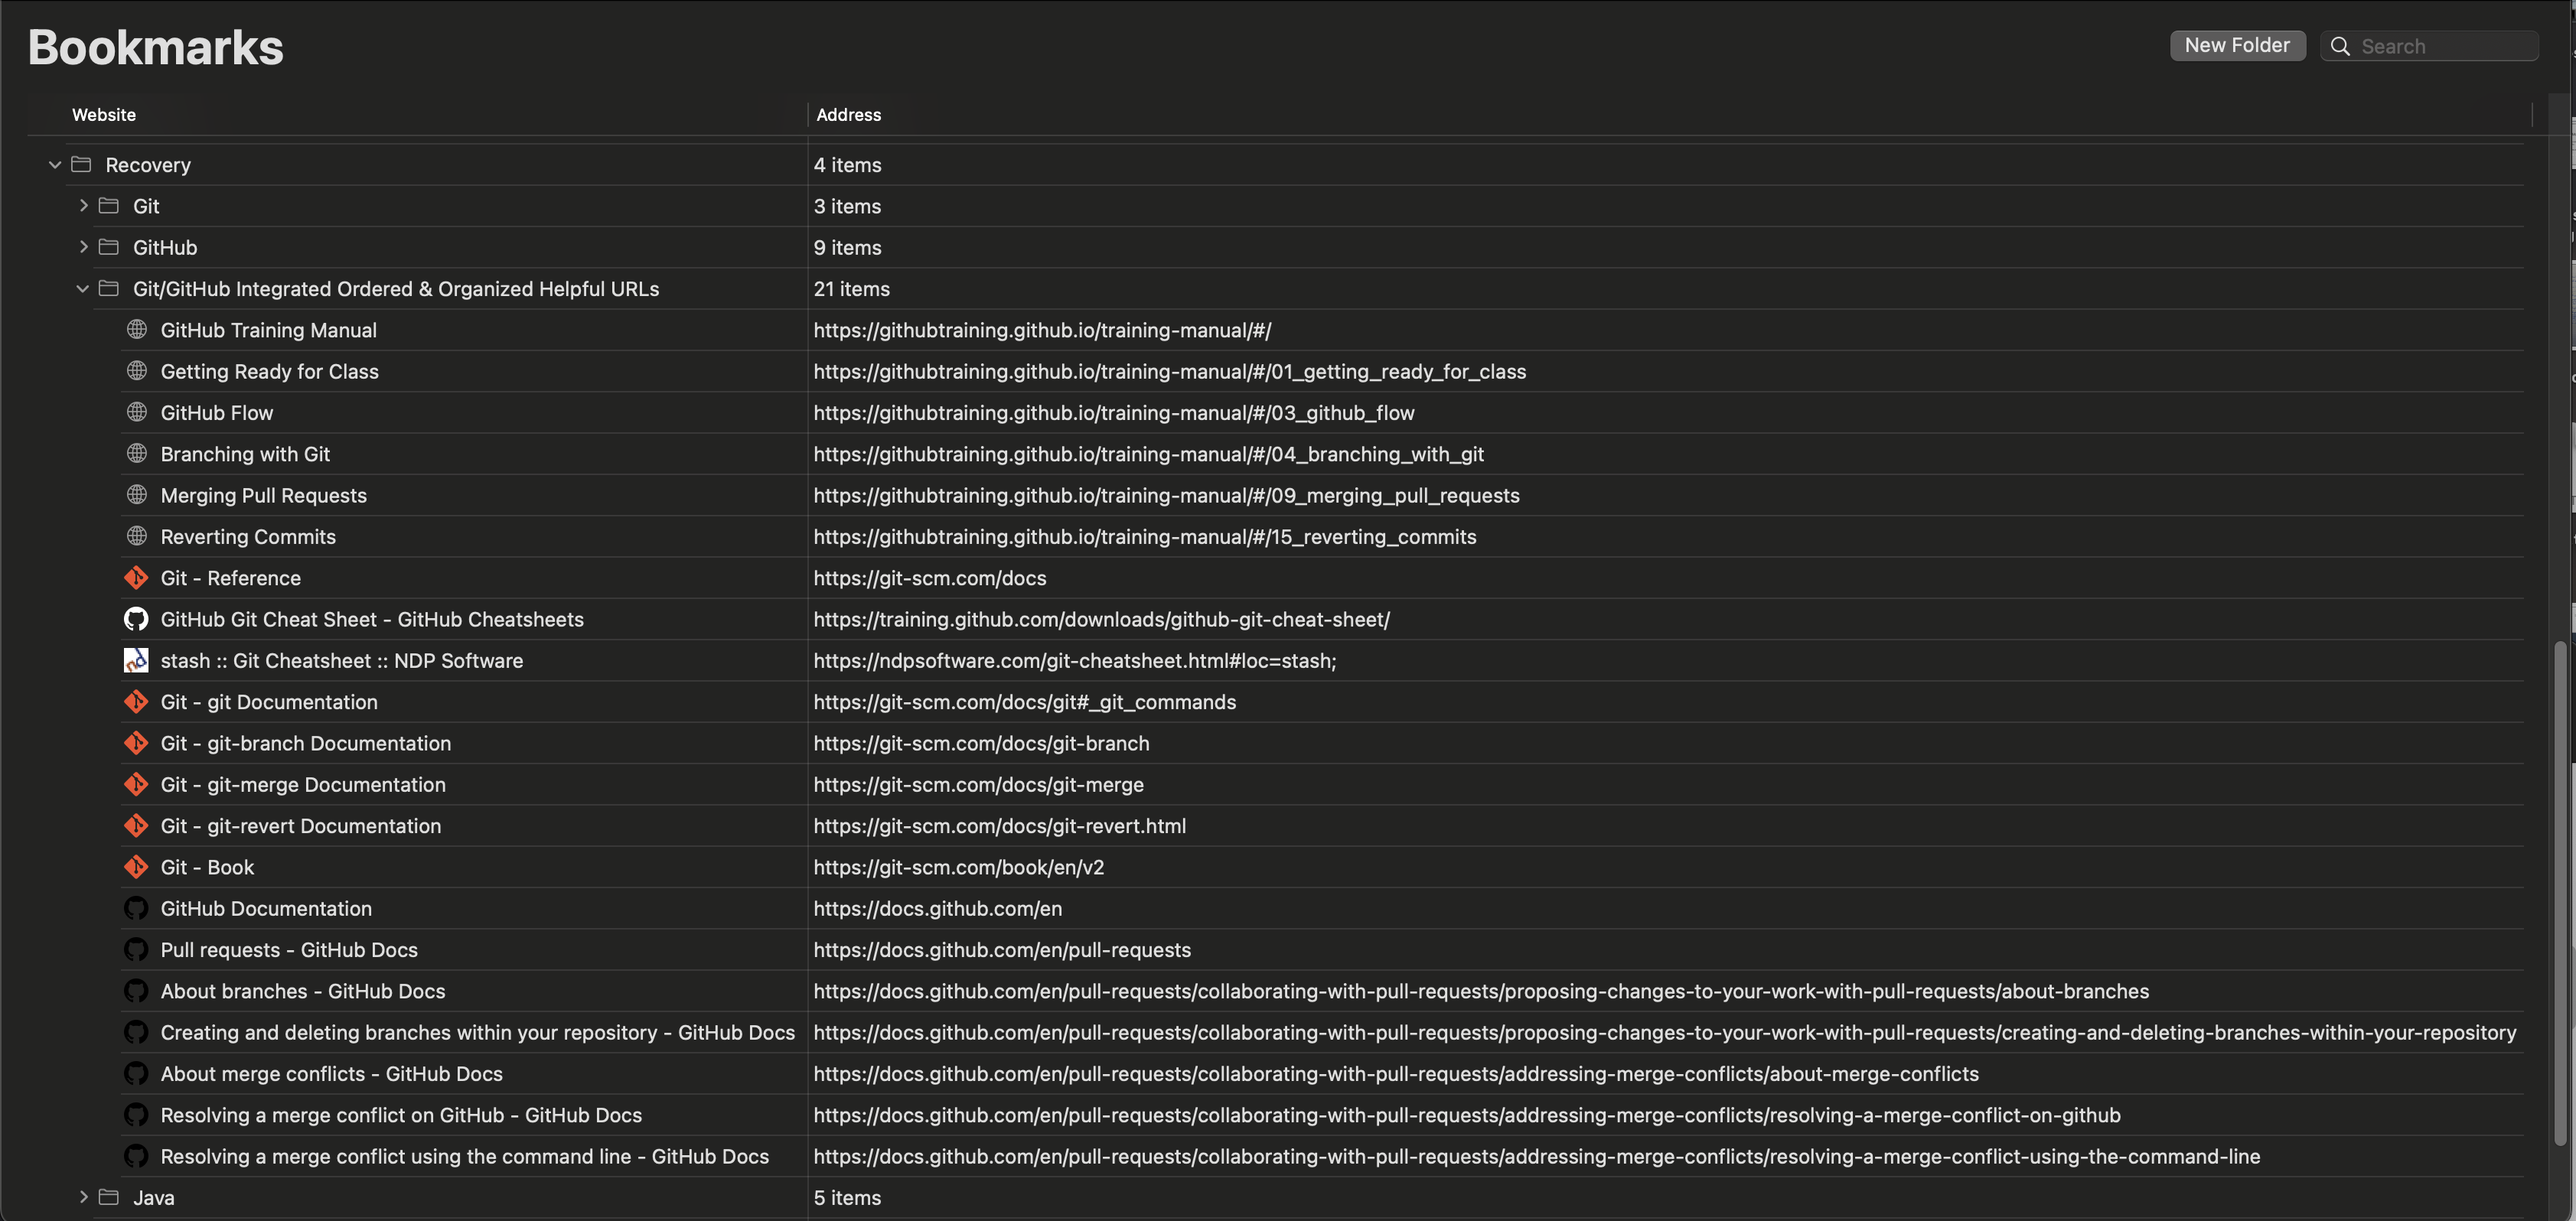 Bookmarks
New Folder
Search
Website Address
Recovery 4 items
Git 3 items
GitHub 9 items
Git/GitHub Integrated Ordered & Organized Helpful URLs 21 items
GitHub Training Manual https://githubtraining.github.io/training-manual/#/
Getting Ready for Class https://githubtraining.github.io/training-manual/#/01_getting_ready_for_class
GitHub Flow https://githubtraining.github.io/training-manual/#/03_github_flow
Branching with Git https://githubtraining.github.io/training-manual/#/04_branching_with_git
Merging Pull Requests https://githubtraining.github.io/training-manual/#/09_merging_pull_requests
Reverting Commits https://githubtraining.github.io/training-manual/#/15_reverting_commits
Git - Reference https://git-scm.com/docs
GitHub Git Cheat Sheet - GitHub Cheatsheets https://training.github.com/downloads/github-git-cheat-sheet/
stash :: Git Cheatsheet :: NDP Software https://ndpsoftware.com/git-cheatsheet.html#loc=stash;
Git - git Documentation https://git-scm.com/docs/git#_git_commands
Git - git-branch Documentation https://git-scm.com/docs/git-branch
Git - git-merge Documentation https://git-scm.com/docs/git-merge
Git - git-revert Documentation https://git-scm.com/docs/git-revert.html
Git - Book https://git-scm.com/book/en/v2
GitHub Documentation https://docs.github.com/en
Pull requests - GitHub Docs https://docs.github.com/en/pull-requests
About branches - GitHub Docs https://docs.github.com/en/pull-requests/collaborating-with-pull-requests/proposing-changes-to-your-work-with-pull-requests/about-branches
Creating and deleting branches within your repository - GitHub Docs https://docs.github.com/en/pull-requests/collaborating-with-pull-requests/proposing-changes-to-your-work-with-pull-requests/creating-and-deleting-branches-within-your-repository
About merge conflicts - GitHub Docs https://docs.github.com/en/pull-requests/collaborating-with-pull-requests/addressing-merge-conflicts/about-merge-conflicts
Resolving a merge conflict on GitHub - GitHub Docs https://docs.github.com/en/pull-requests/collaborating-with-pull-requests/addressing-merge-conflicts/resolving-a-merge-conflict-on-github
Resolving a merge conflict using the command line - GitHub Docs https://docs.github.com/en/pull-requests/collaborating-with-pull-requests/addressing-merge-conflicts/resolving-a-merge-conflict-using-the-command-line
Java 5 items